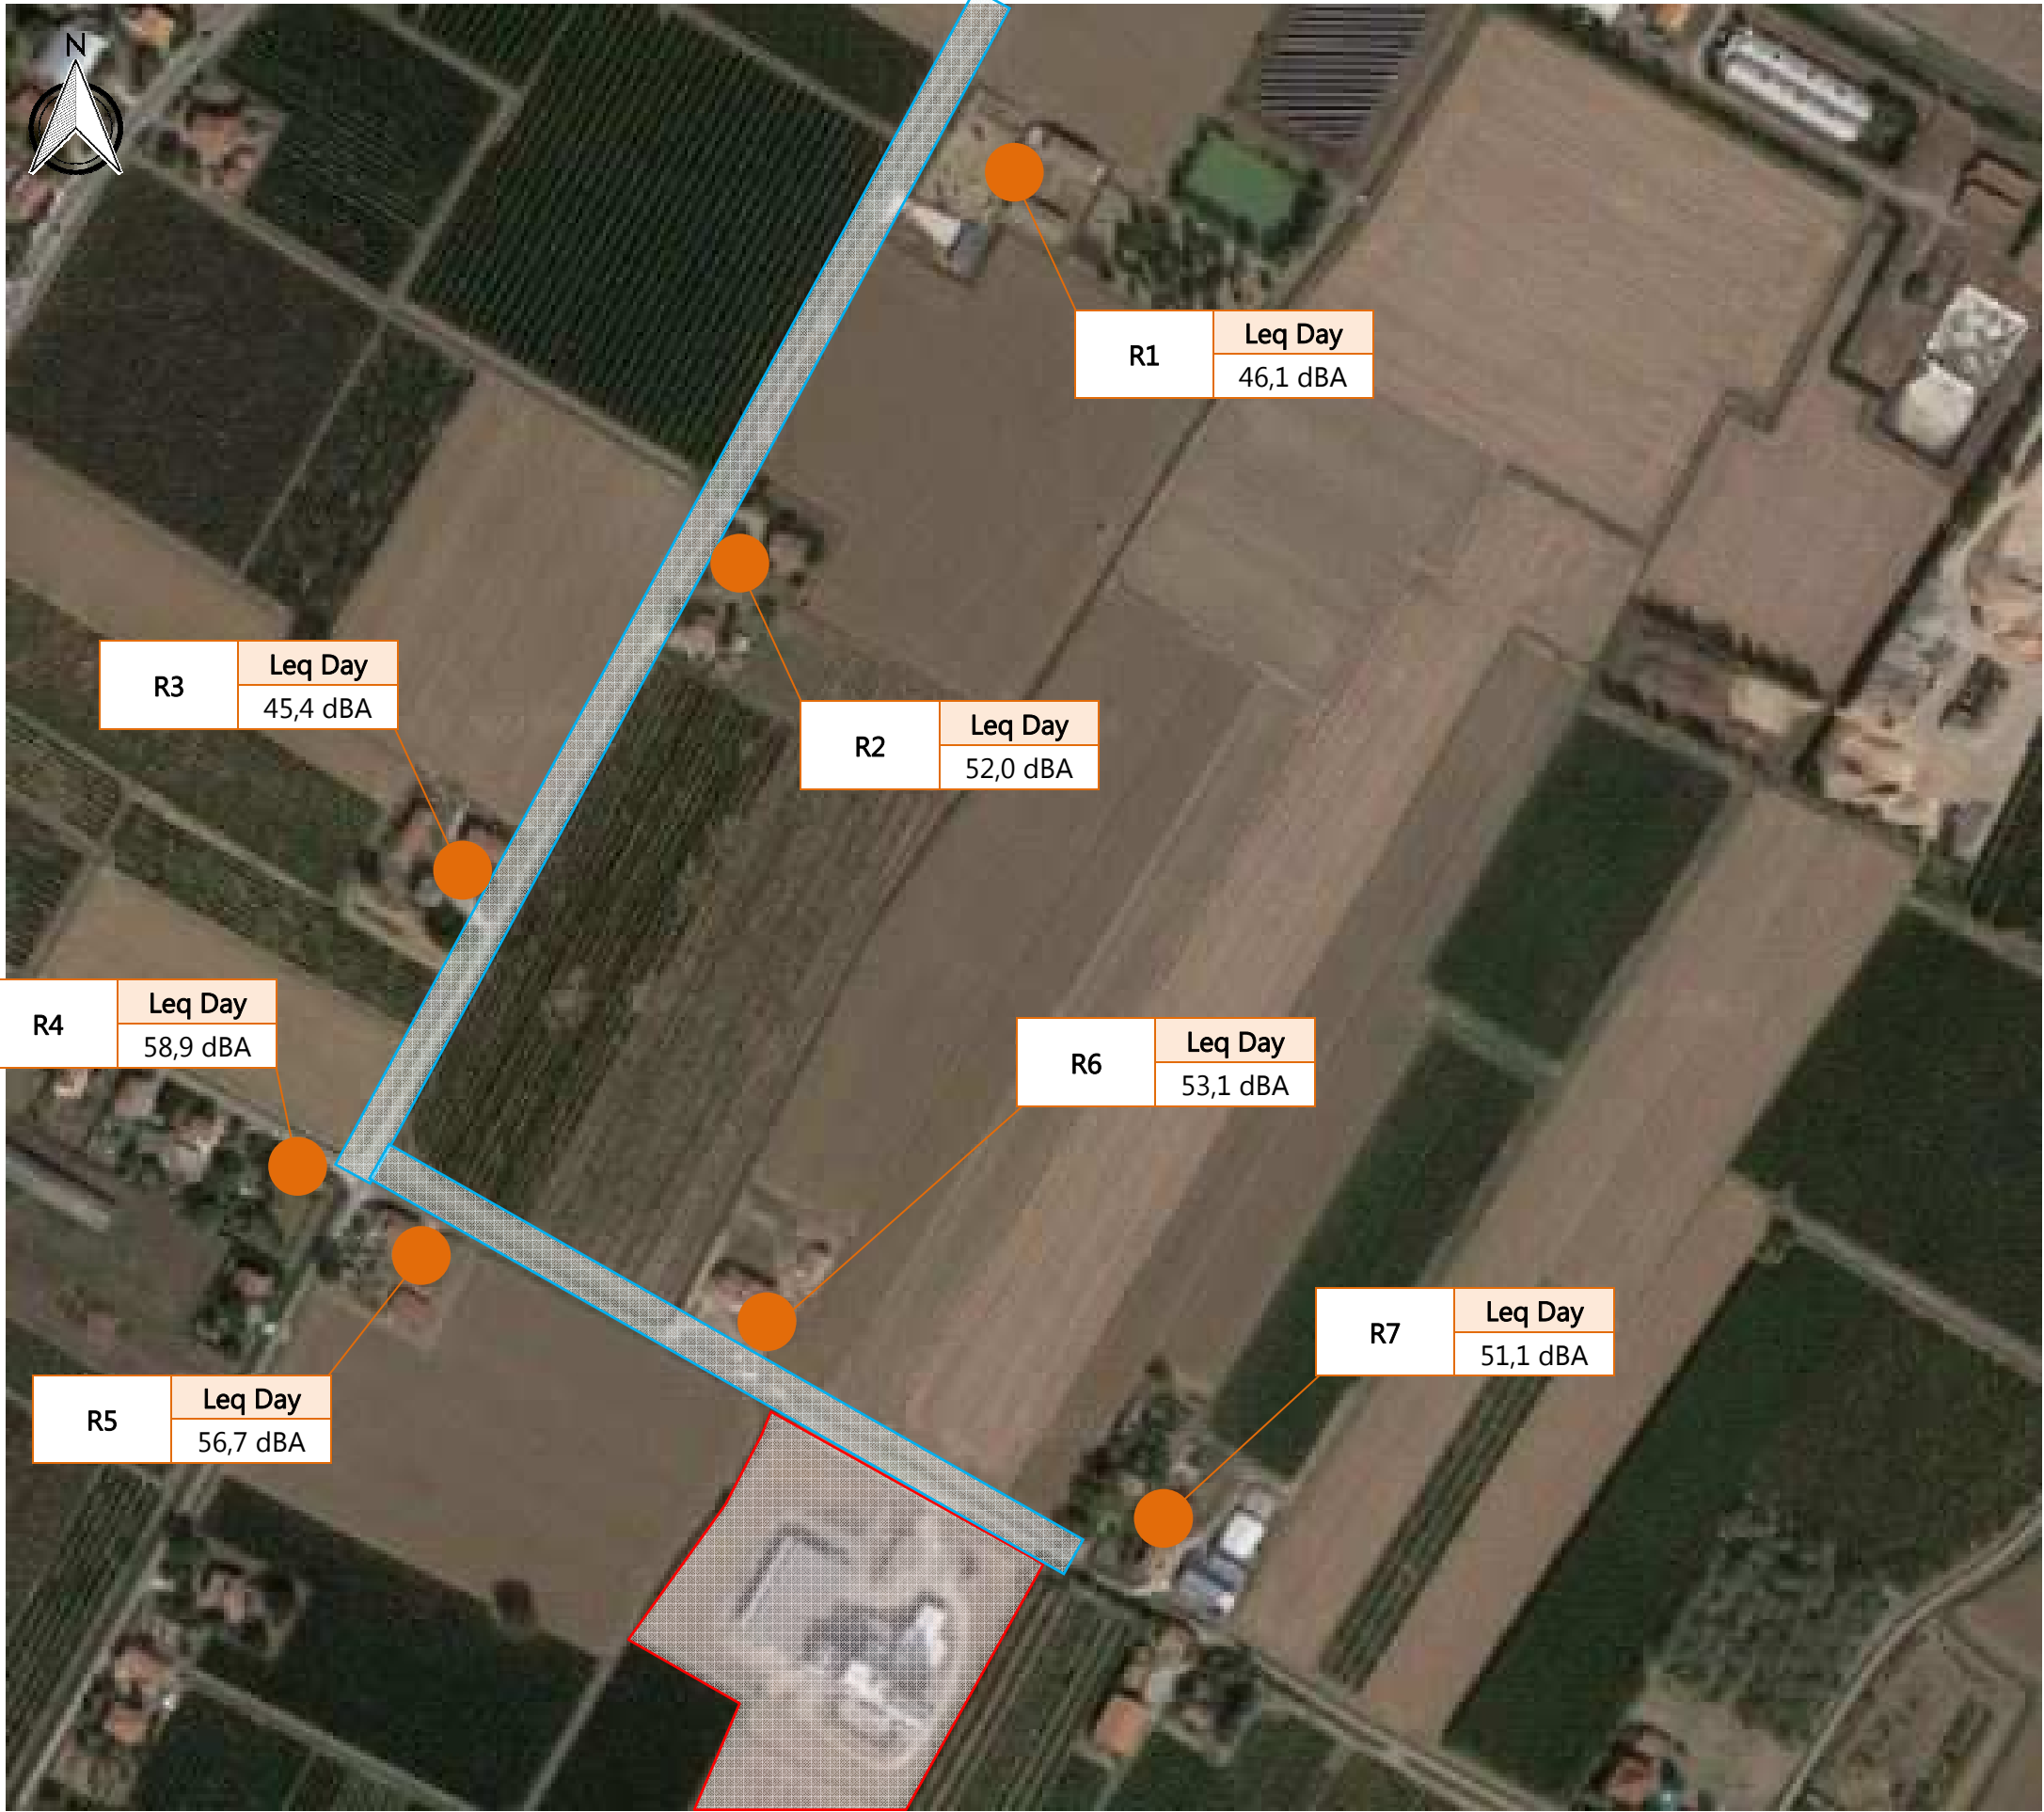 N
R1
Leq Day
46,1 dBA
R3
Leq Day
45,4 dBA
R2
Leq Day
52,0 dBA
R4
Leq Day
58,9 dBA
R6
Leq Day
53,1 dBA
R7
Leq Day
51,1 dBA
R5
Leq Day
56,7 dBA